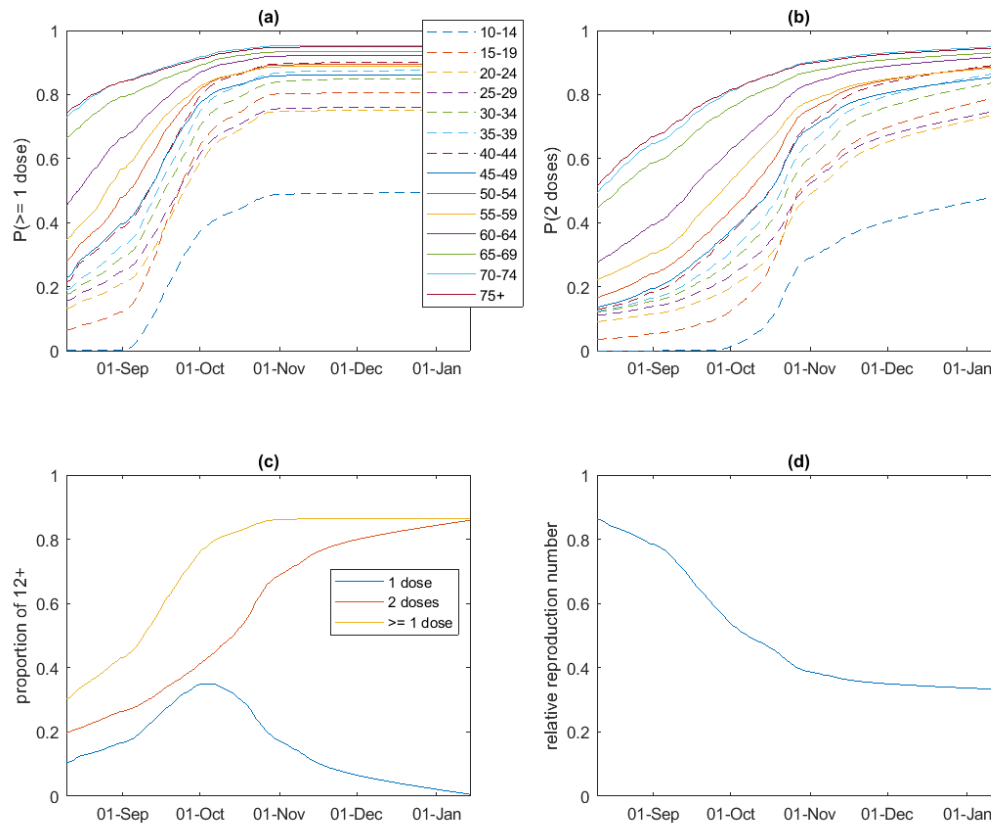 (a)
P(>= 1 dose)
1
0.8
0.6
0.4
0.2
0
01-Sep 01-Oct 01-Nov 01-Dec 01-Jan
10-14
15-19
20-24
25-29
30-34
35-39
40-44
45-49
50-54
55-59
60-64
65-69
70-74
75+
(b)
P(2 doses)
1
0.8
0.6
0.4
0.2
0
01-Sep 01-Oct 01-Nov 01-Dec 01-Jan
(c)
proportion of 12+
1
0.8
0.6
0.4
0.2
0
01-Sep 01-Oct 01-Nov 01-Dec 01-Jan
1 dose
2 doses
>= 1 dose
(d)
relative reproduction number
1
0.8
0.6
0.4
0.2
0
01-Sep 01-Oct 01-Nov 01-Dec 01-Jan